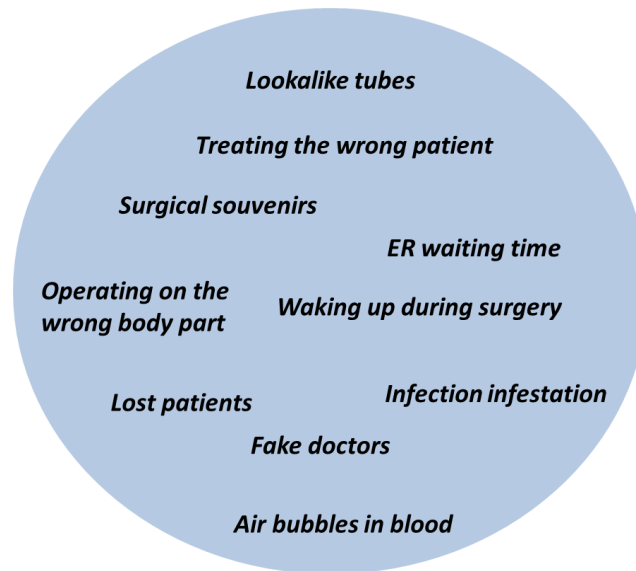 Lookalike tubes
Treating the wrong patient
Surgical souvenirs
ER waiting time
Operating on the
wrong body part
Waking up during surgery
Infection infestation
Lost patients
Fake doctors
Air bubbles in blood